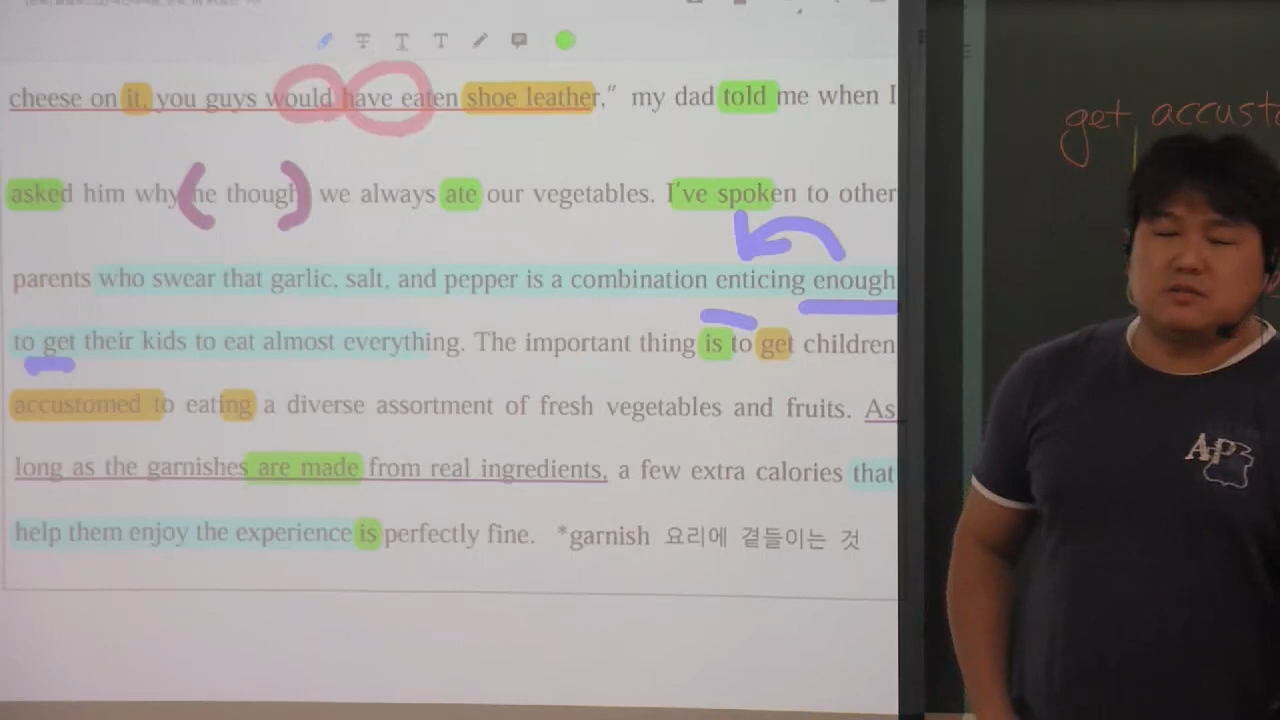 cheese on it, you guys would have eaten shoe leather,” my dad told me when I
asked him why he though we always ate our vegetables. I've spoken to other
parents who swear that garlic, salt, and pepper is a combination enticing enough
to get their kids to eat almost everything. The important thing is to get children
accustomed to eating a diverse assortment of fresh vegetables and fruits. As
long as the garnishes are made from real ingredients, a few extra calories that
help them enjoy the experience is perfectly fine. *garnish 요리에 곁들이는 것
get accust
AP